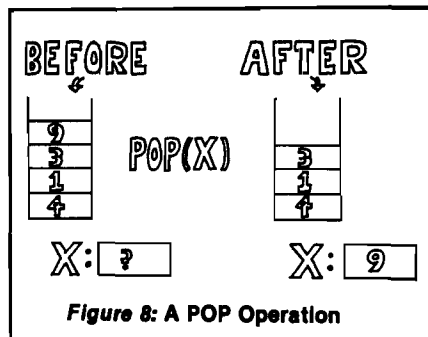 BEFORE AFTER
9
3 POP(X) 3
1 1
4 4
X: ? X: 9
Figure 8: A POP Operation